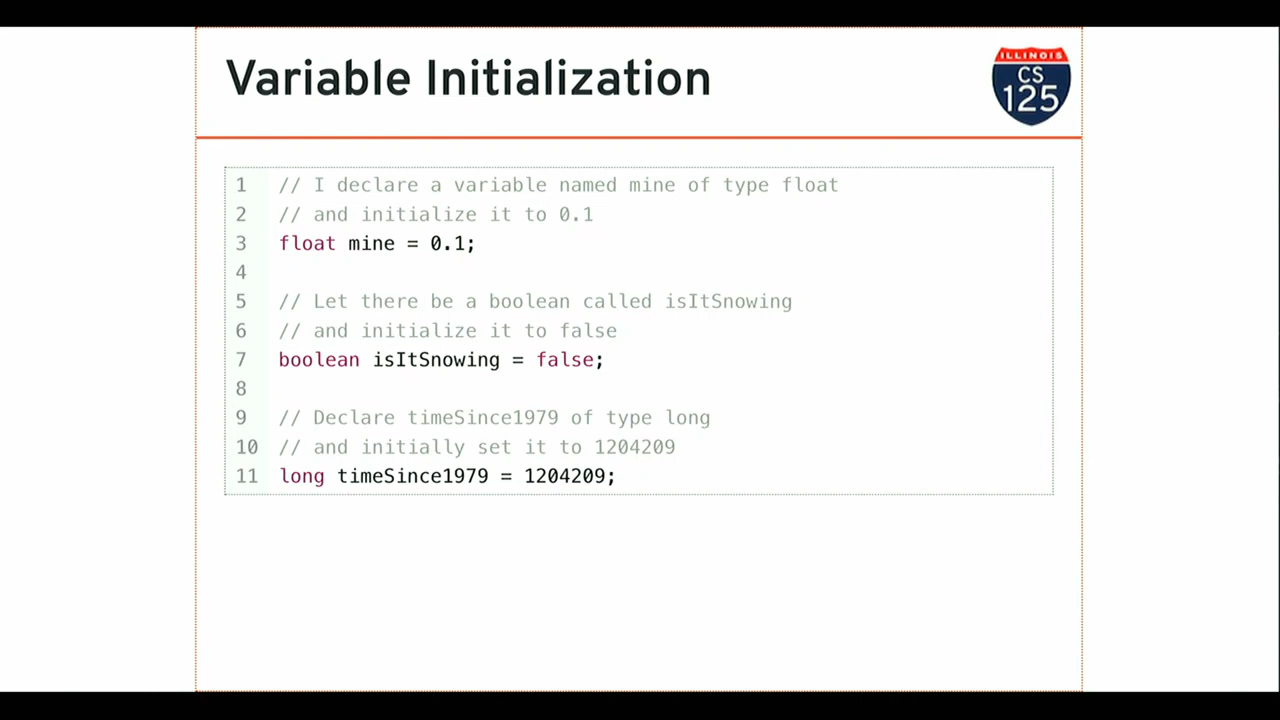 Variable Initialization
ILLINOIS
CS
125
1 // I declare a variable named mine of type float
2 // and initialize it to 0.1
3 float mine = 0.1;
4
5 // Let there be a boolean called isItSnowing
6 // and initialize it to false
7 boolean isItSnowing = false;
8
9 // Declare timeSince1979 of type long
10 // and initially set it to 1204209
11 long timeSince1979 = 1204209;